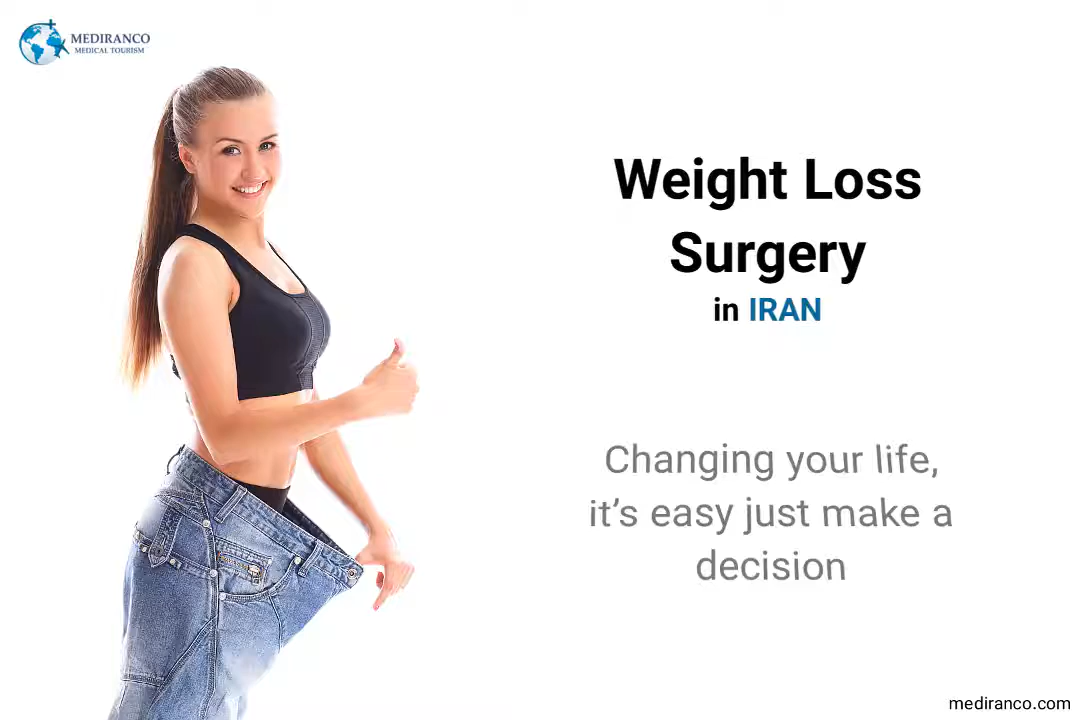 MEDIRANCO
MEDICAL TOURISM
Weight Loss
Surgery
in IRAN
Changing your life,
it's easy just make a
decision
mediranco.com